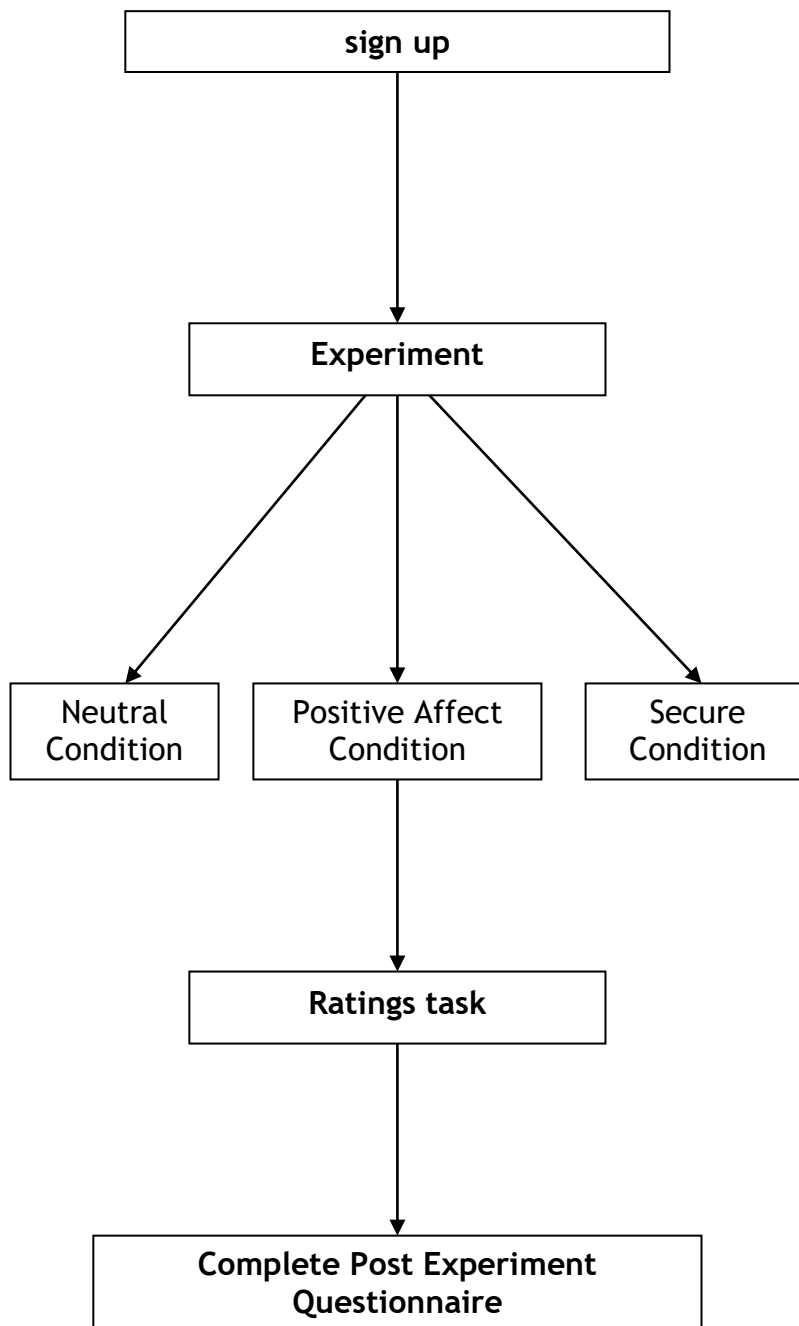 sign up
Experiment
Neutral
Condition
Positive Affect
Condition
Secure
Condition
Ratings task
Complete Post Experiment
Questionnaire